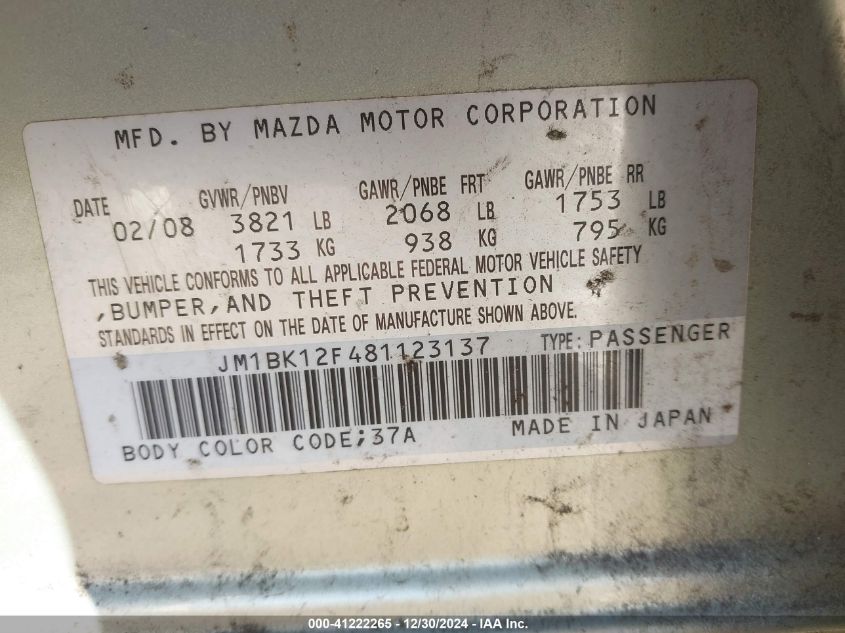 MFD. BY MAZDA MOTOR CORPORATION
DATE GVWR/PNBV GAWR/PNBE FRT GAWR/PNBE RR
02/08 3821 LB 2068 LB 1753 LB
1733 KG 938 KG 795 KG
THIS VEHICLE CONFORMS TO ALL APPLICABLE FEDERAL MOTOR VEHICLE SAFETY
,BUMPER,AND THEFT PREVENTION
STANDARDS IN EFFECT ON THE DATE OF MANUFACTURE SHOWN ABOVE.
JM1BK12F481123137 TYPE: PASSENGER
BODY COLOR CODE;37A MADE IN JAPAN
000-41222265 - 12/30/2024 - IAA Inc.